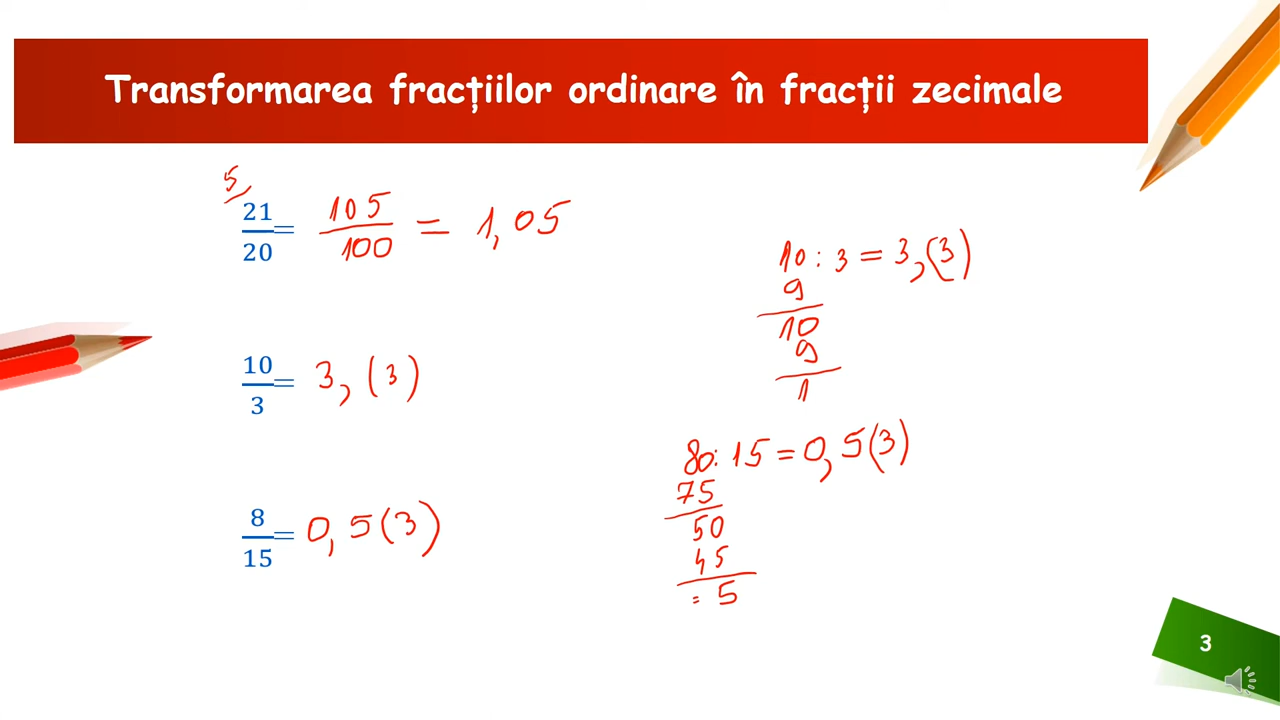 Transformarea fracțiilor ordinare în fracții zecimale
5
21/20 = 105/100 = 1,05
10/3 = 3,(3)
8/15 = 0,5(3)
10 : 3 = 3,(3)
9
10
9
1
80 : 15 = 0,5(3)
75
50
45
= 5
3